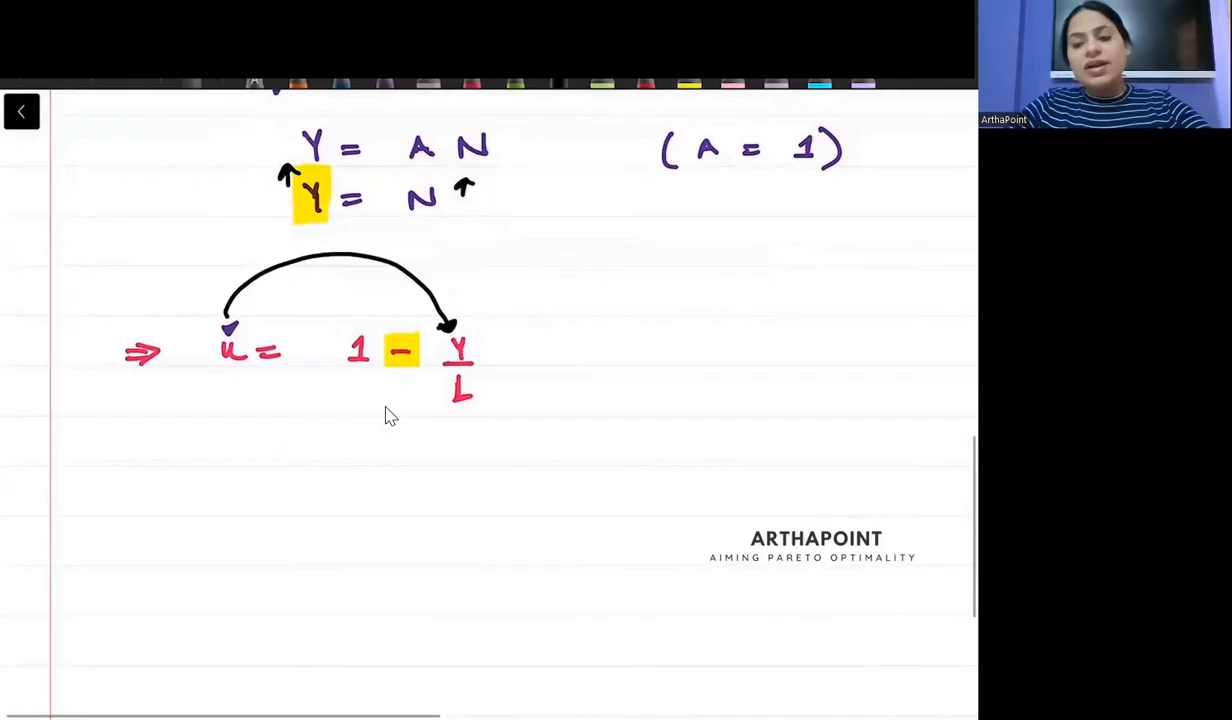 ArthaPoint
Y = A N (A = 1)
↑ Y = N ↑
⇒ u = 1 - Y/L
ARTHAPOINT
AIMING PARETO OPTIMALITY